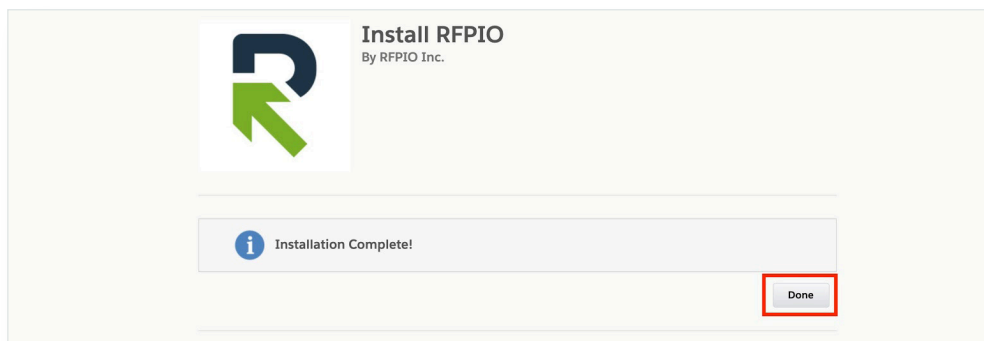 Install RFPIO
By RFPIO Inc.
Installation Complete!
Done